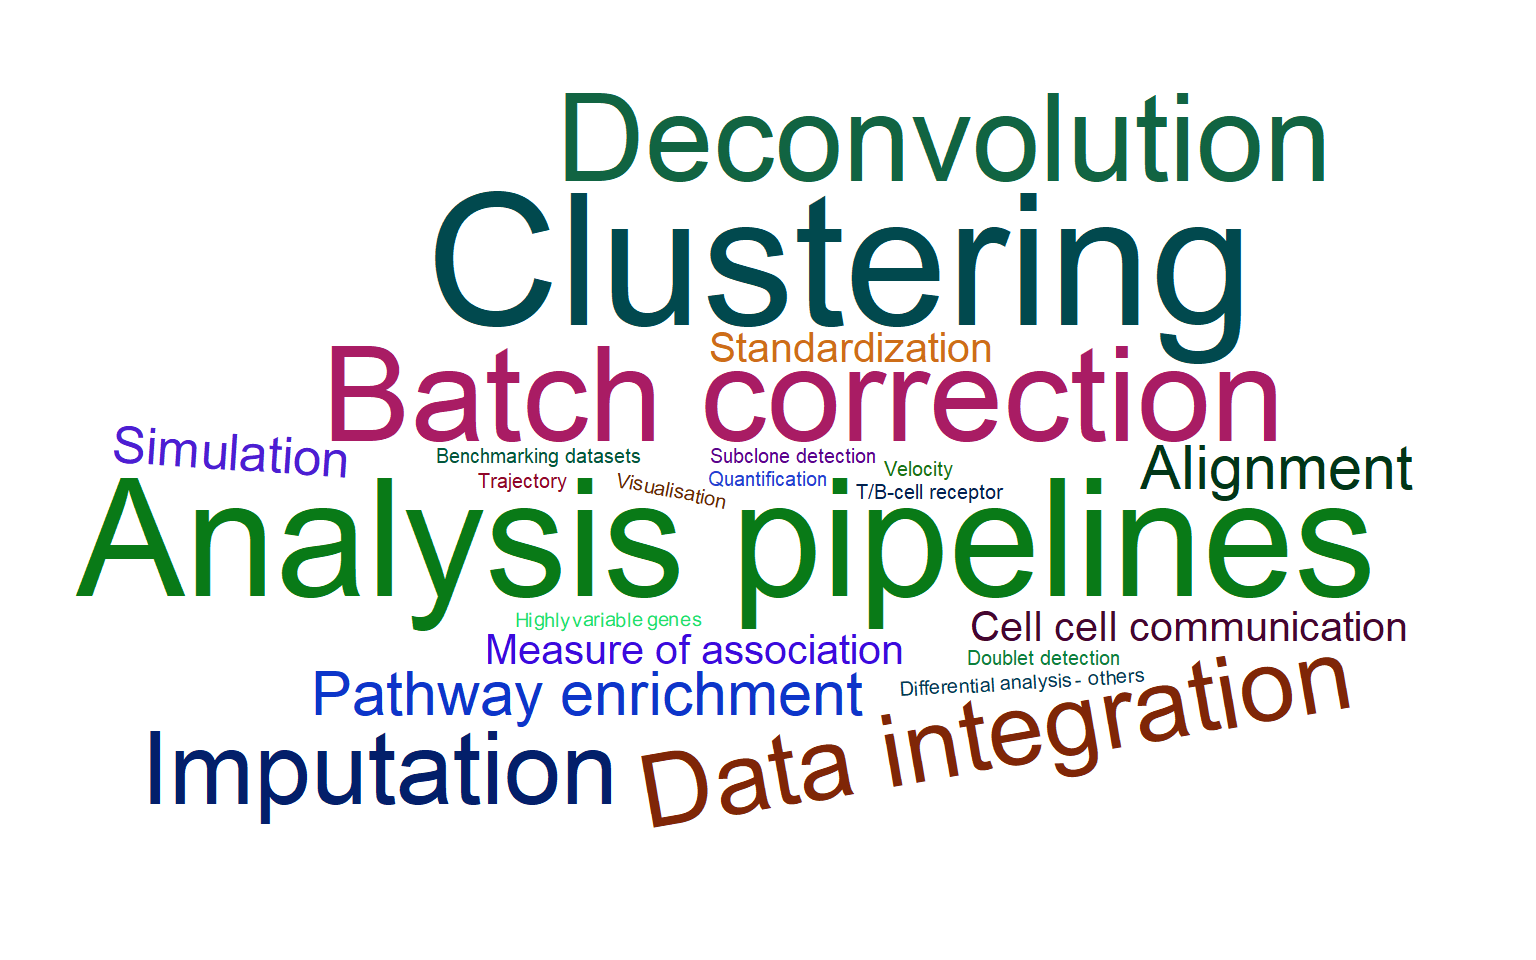 Deconvolution
Clustering
Standardization
Batch correction
Simulation
Benchmarking datasets
Subclone detection
Alignment
Trajectory
Visualisation
Quantification
Velocity
T/B-cell receptor
Analysis pipelines
Highly variable genes
Cell cell communication
Measure of association
Doublet detection
Pathway enrichment
Differential analysis - others
Imputation
Data integration